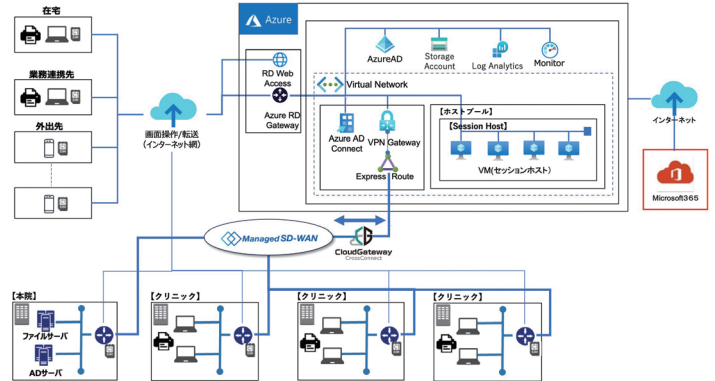 在宅
業務連携先
外出先
画面操作/転送
(インターネット網)
Azure
RD Web
Access
Azure RD
Gateway
AzureAD
Storage
Account
Log Analytics
Monitor
Virtual Network
Azure AD
Connect
VPN Gateway
Express Route
【ホストプール】
【Session Host】
VM(セッションホスト)
インターネット
Microsoft365
Managed SD-WAN
CloudGateway
CrossConnect
【本院】
ファイルサーバ
ADサーバ
【クリニック】
【クリニック】
【クリニック】